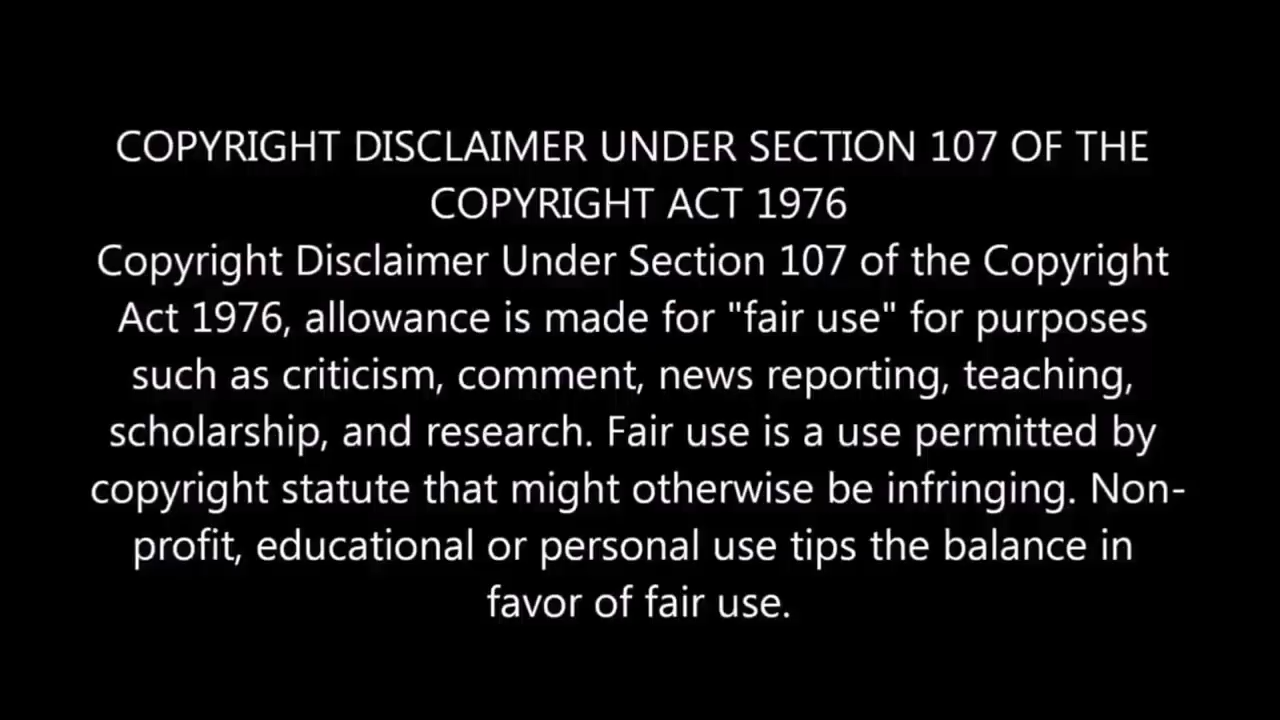 COPYRIGHT DISCLAIMER UNDER SECTION 107 OF THE
COPYRIGHT ACT 1976
Copyright Disclaimer Under Section 107 of the Copyright
Act 1976, allowance is made for "fair use" for purposes
such as criticism, comment, news reporting, teaching,
scholarship, and research. Fair use is a use permitted by
copyright statute that might otherwise be infringing. Non-
profit, educational or personal use tips the balance in
favor of fair use.